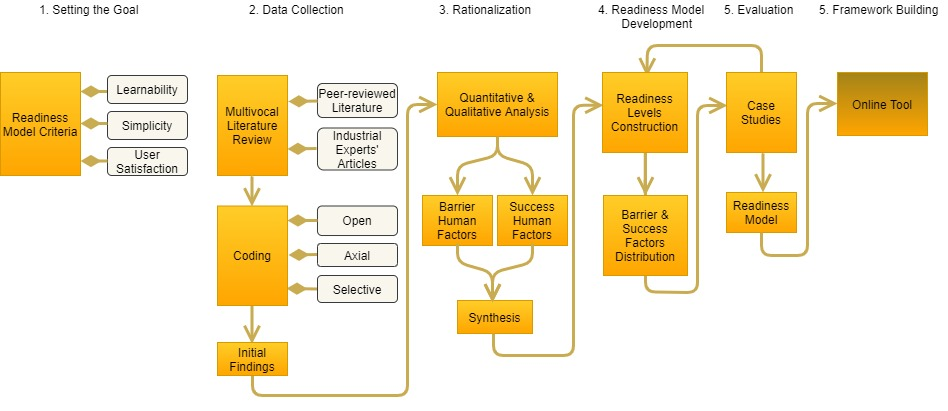 1. Setting the Goal
2. Data Collection
3. Rationalization
4. Readiness Model
Development
5. Evaluation
5. Framework Building
Readiness
Model Criteria
Learnability
Simplicity
User
Satisfaction
Multivocal
Literature
Review
Peer-reviewed
Literature
Industrial
Experts'
Articles
Coding
Open
Axial
Selective
Initial
Findings
Quantitative &
Qualitative Analysis
Barrier
Human
Factors
Success
Human
Factors
Synthesis
Readiness
Levels
Construction
Barrier &
Success
Factors
Distribution
Case
Studies
Readiness
Model
Online Tool